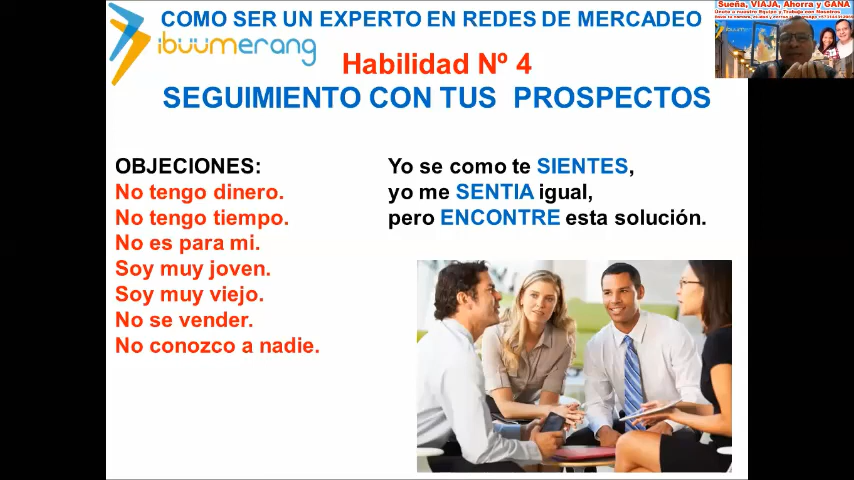 COMO SER UN EXPERTO EN REDES DE MERCADEO
ibuumerang
Habilidad Nº 4
SEGUIMIENTO CON TUS PROSPECTOS
OBJECIONES:
No tengo dinero.
No tengo tiempo.
No es para mi.
Soy muy joven.
Soy muy viejo.
No se vender.
No conozco a nadie.
Yo se como te SIENTES,
yo me SENTIA igual,
pero ENCONTRE esta solución.
Sueña, VIAJA, Ahorra y GANA